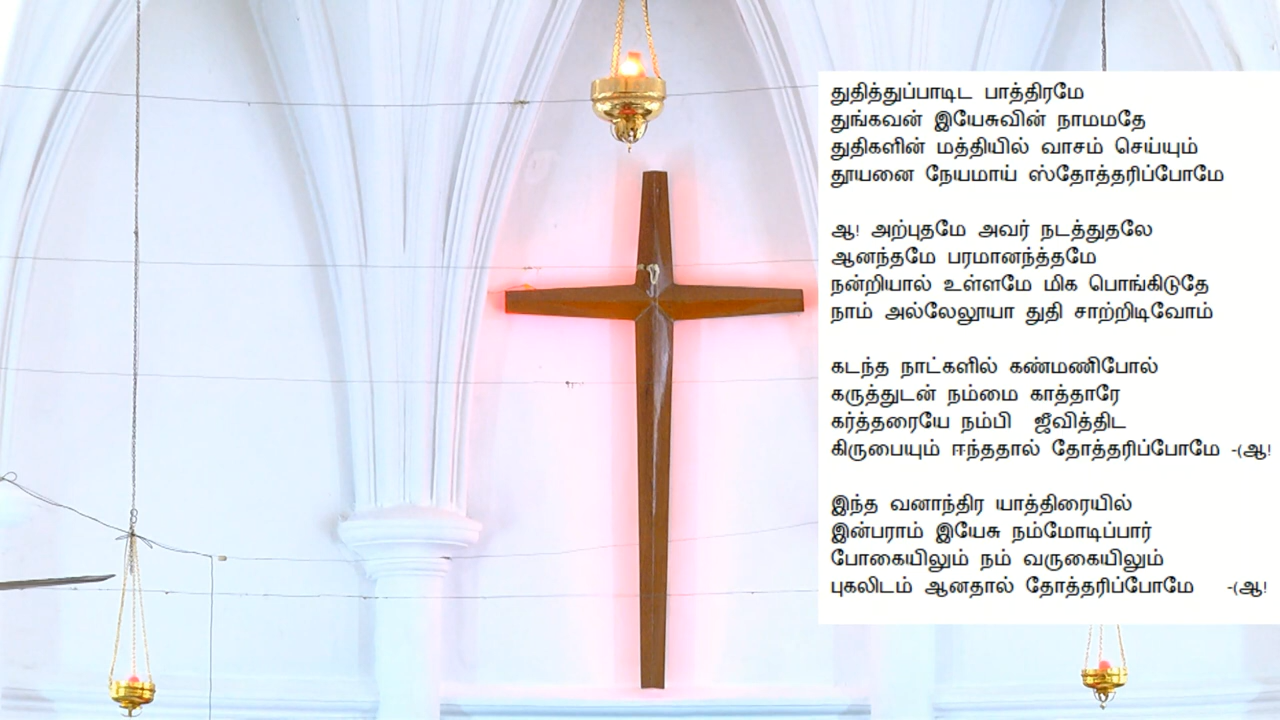 துதித்துப்பாடிட பாத்திரமே
துங்கவன் இயேசுவின் நாமமதே
துதிகளின் மத்தியில் வாசம் செய்யும்
தூயனை நேயமாய் ஸ்தோத்தரிப்போமே
ஆ! அற்புதமே அவர் நடத்துதலே
ஆனந்தமே பரமானந்த்தமே
நன்றியால் உள்ளமே மிக பொங்கிடுதே
நாம் அல்லேலூயா துதி சாற்றிடிவோம்
கடந்த நாட்களில் கண்மணிபோல்
கருத்துடன் நம்மை காத்தாரே
கர்த்தரையே நம்பி ஜீவித்திட
கிருபையும் ஈந்ததால் தோத்தரிப்போமே -(ஆ!
இந்த வனாந்திர யாத்திரையில்
இன்பராம் இயேசு நம்மோடிப்பார்
போகையிலும் நம் வருகையிலும்
புகலிடம் ஆனதால் தோத்தரிப்போமே -(ஆ!